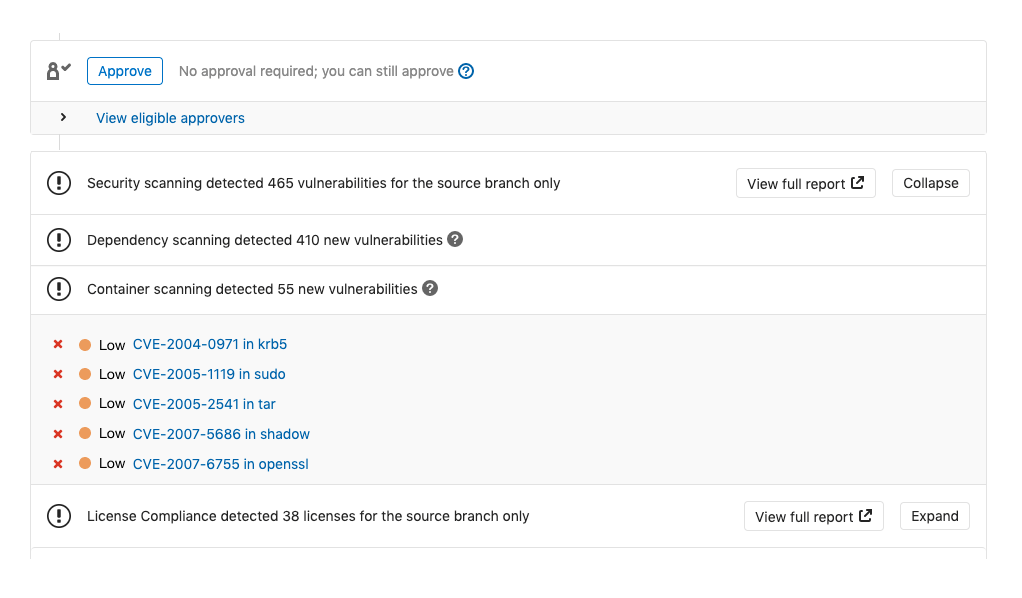 Approve No approval required; you can still approve ?
View eligible approvers
Security scanning detected 465 vulnerabilities for the source branch only View full report Collapse
Dependency scanning detected 410 new vulnerabilities ?
Container scanning detected 55 new vulnerabilities ?
Low CVE-2004-0971 in krb5
Low CVE-2005-1119 in sudo
Low CVE-2005-2541 in tar
Low CVE-2007-5686 in shadow
Low CVE-2007-6755 in openssl
License Compliance detected 38 licenses for the source branch only View full report Expand